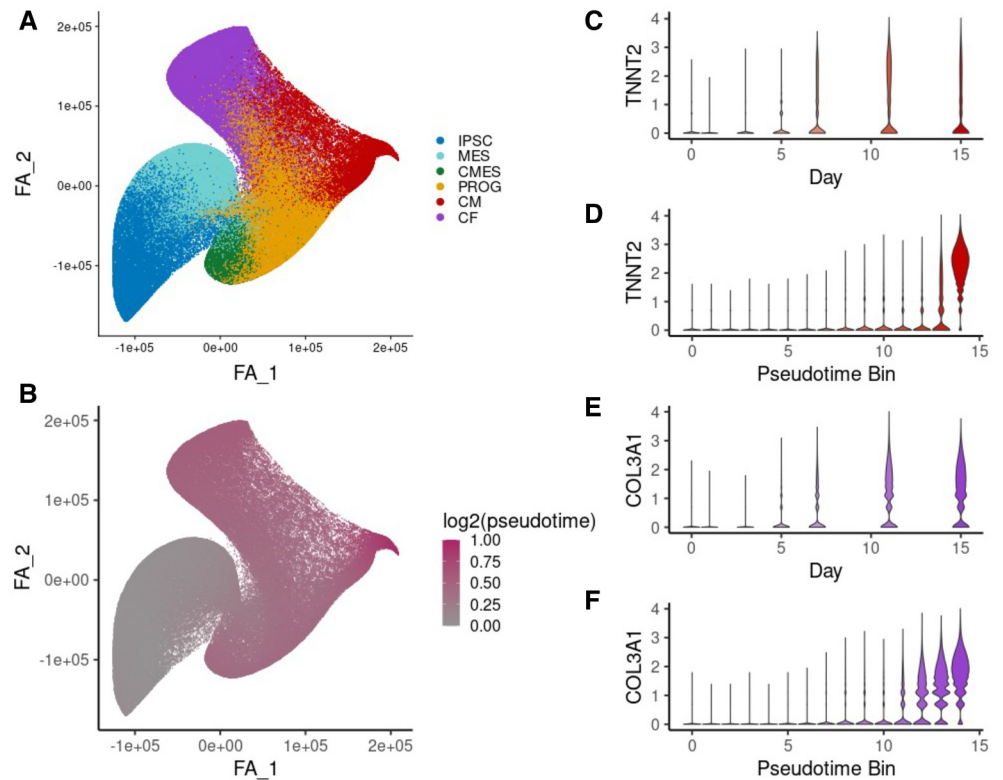 A
2e+05
1e+05
0e+00
-1e+05
FA_2
-1e+05 0e+00 1e+05 2e+05
FA_1
IPSC
MES
CMES
PROG
CM
CF
B
2e+05
1e+05
0e+00
-1e+05
FA_2
-1e+05 0e+00 1e+05 2e+05
FA_1
log2(pseudotime)
1.00
0.75
0.50
0.25
0.00
C
TNNT2
4
3
2
1
0
0 5 10 15
Day
D
TNNT2
4
3
2
1
0
0 5 10 15
Pseudotime Bin
E
COL3A1
4
3
2
1
0
0 5 10 15
Day
F
COL3A1
4
3
2
1
0
0 5 10 15
Pseudotime Bin